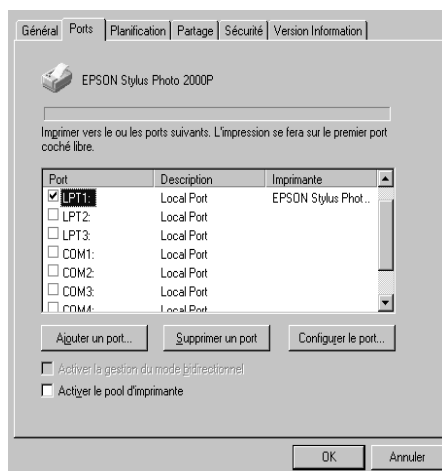 Général Ports Planification Partage Sécurité Version Information
EPSON Stylus Photo 2000P
Imprimer vers le ou les ports suivants. L'impression se fera sur le premier port
coché libre.
Port Description Imprimante
LPT1: Local Port EPSON Stylus Phot..
LPT2: Local Port
LPT3: Local Port
COM1: Local Port
COM2: Local Port
COM3: Local Port
COM4: Local Port
Ajouter un port... Supprimer un port Configurer le port...
Activer la gestion du mode bidirectionnel
Activer le pool d'imprimante
OK Annuler